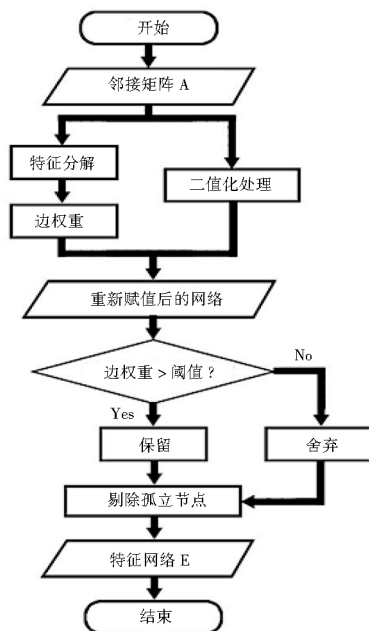 开始
邻接矩阵 A
特征分解
二值化处理
边权重
重新赋值后的网络
边权重 > 阈值？
No
Yes
保留
舍弃
剔除孤立节点
特征网络 E
结束